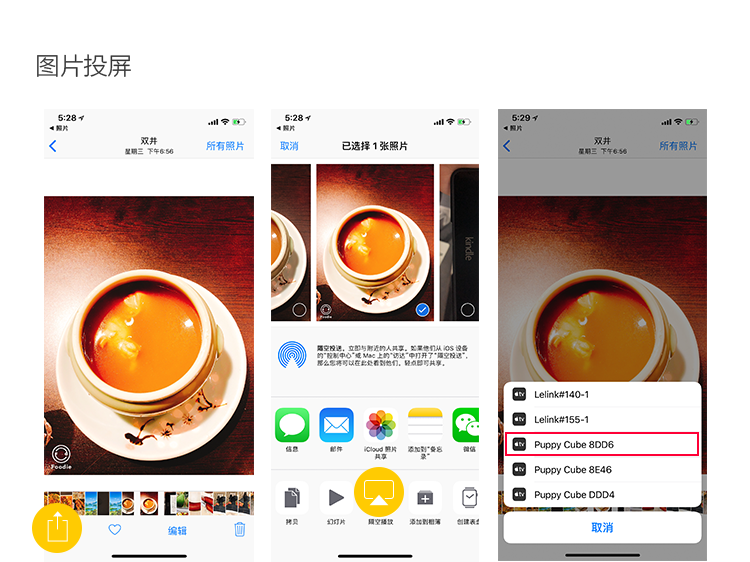 图片投屏
5:28
照片
双井
星期三 下午6:56
所有照片
Foodie
编辑
5:28
照片
取消
已选择 1 张照片
kindle
Foodie
隔空投送。立即与附近的人共享。如果他们从 iOS 设备
的“控制中心”或 Mac 上的“访达”中打开了“隔空投送”,
那么您将可以在此处看到他们。轻点即可共享。
信息
邮件
iCloud 照片
共享
添加到“备忘
录”
微信
拷贝
幻灯片
隔空播放
添加到相簿
创建表盘
5:29
照片
双井
星期三 下午6:56
所有照片
tv Lelink#140-1
tv Lelink#155-1
tv Puppy Cube 8DD6
tv Puppy Cube 8E46
tv Puppy Cube DDD4
取消